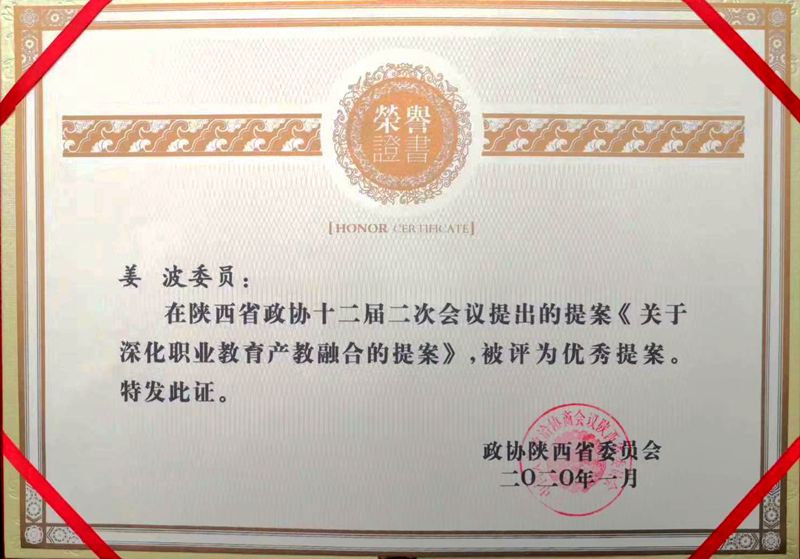 榮譽
證書
[HONOR CERTIFICATE]
姜 波委员：
在陕西省政协十二届二次会议提出的提案《关于
深化职业教育产教融合的提案》，被评为优秀提案。
特发此证。
政协陕西省委员会
二〇二〇年一月